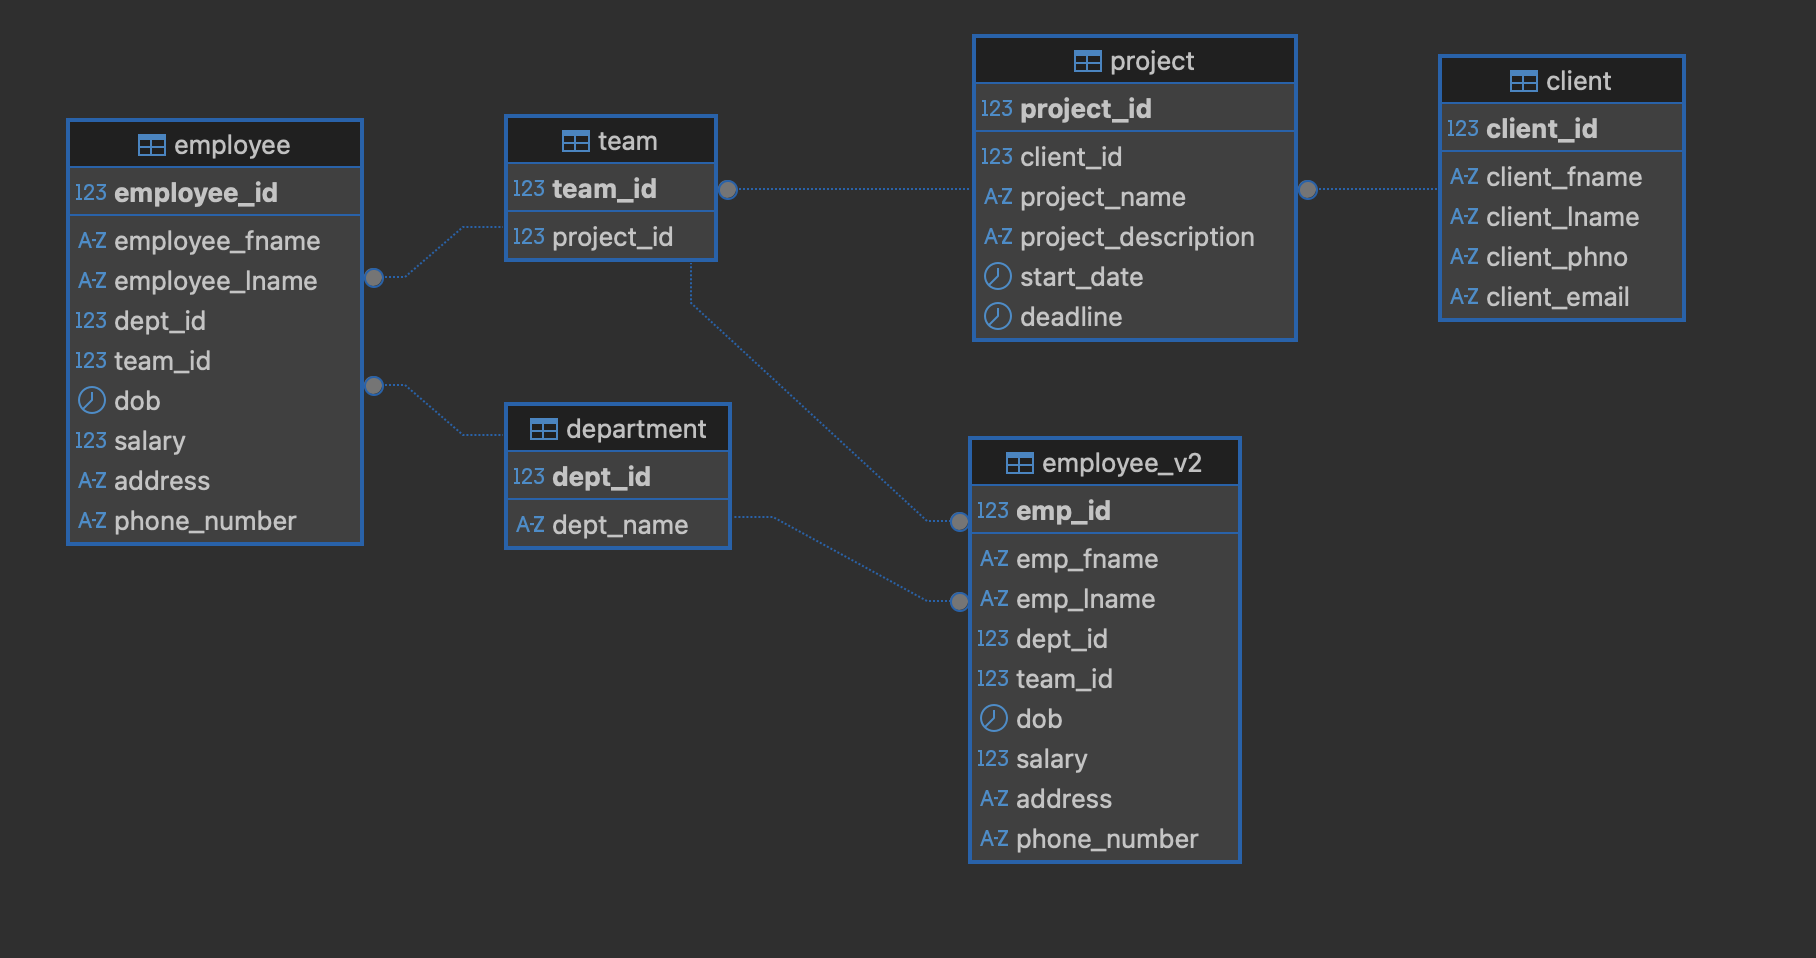 employee
123 employee_id
A-Z employee_fname
A-Z employee_lname
123 dept_id
123 team_id
dob
123 salary
A-Z address
A-Z phone_number
team
123 team_id
123 project_id
department
123 dept_id
A-Z dept_name
project
123 project_id
123 client_id
A-Z project_name
A-Z project_description
start_date
deadline
client
123 client_id
A-Z client_fname
A-Z client_lname
A-Z client_phno
A-Z client_email
employee_v2
123 emp_id
A-Z emp_fname
A-Z emp_lname
123 dept_id
123 team_id
dob
123 salary
A-Z address
A-Z phone_number